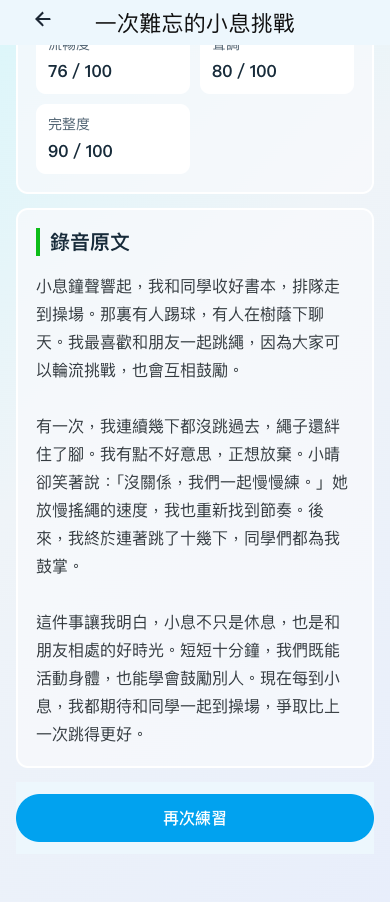 一次難忘的小息挑戰
流暢度
聲調
76 / 100
80 / 100
完整度
90 / 100
錄音原文
小息鐘聲響起，我和同學收好書本，排隊走
到操場。那裏有人踢球，有人在樹蔭下聊
天。我最喜歡和朋友一起跳繩，因為大家可
以輪流挑戰，也會互相鼓勵。
有一次，我連續幾下都沒跳過去，繩子還絆
住了腳。我有點不好意思，正想放棄。小晴
卻笑著說：「沒關係，我們一起慢慢練。」她
放慢搖繩的速度，我也重新找到節奏。後
來，我終於連著跳了十幾下，同學們都為我
鼓掌。
這件事讓我明白，小息不只是休息，也是和
朋友相處的好時光。短短十分鐘，我們既能
活動身體，也能學會鼓勵別人。現在每到小
息，我都期待和同學一起到操場，爭取比上
一次跳得更好。
再次練習